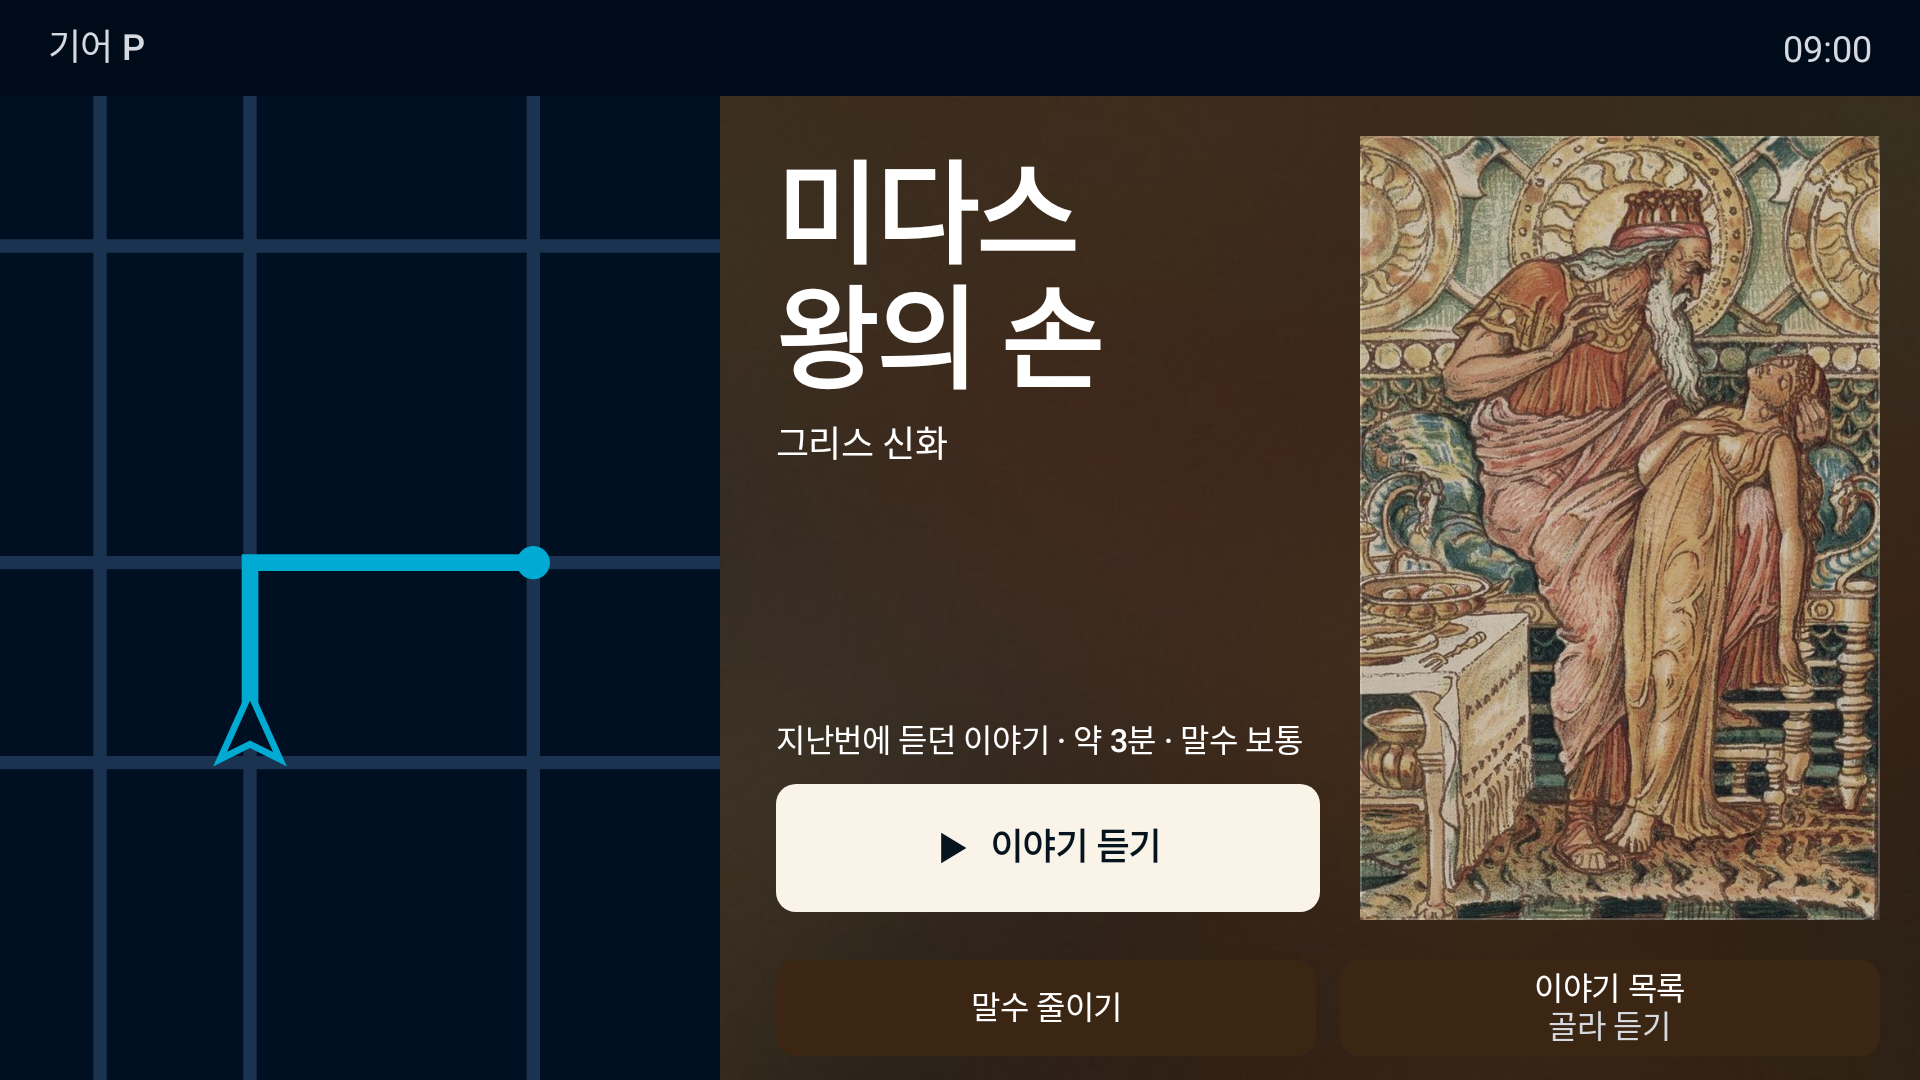 기어 P
09:00
미다스
왕의 손
그리스 신화
지난번에 듣던 이야기 · 약 3분 · 말수 보통
이야기 듣기
말수 줄이기
이야기 목록
골라 듣기